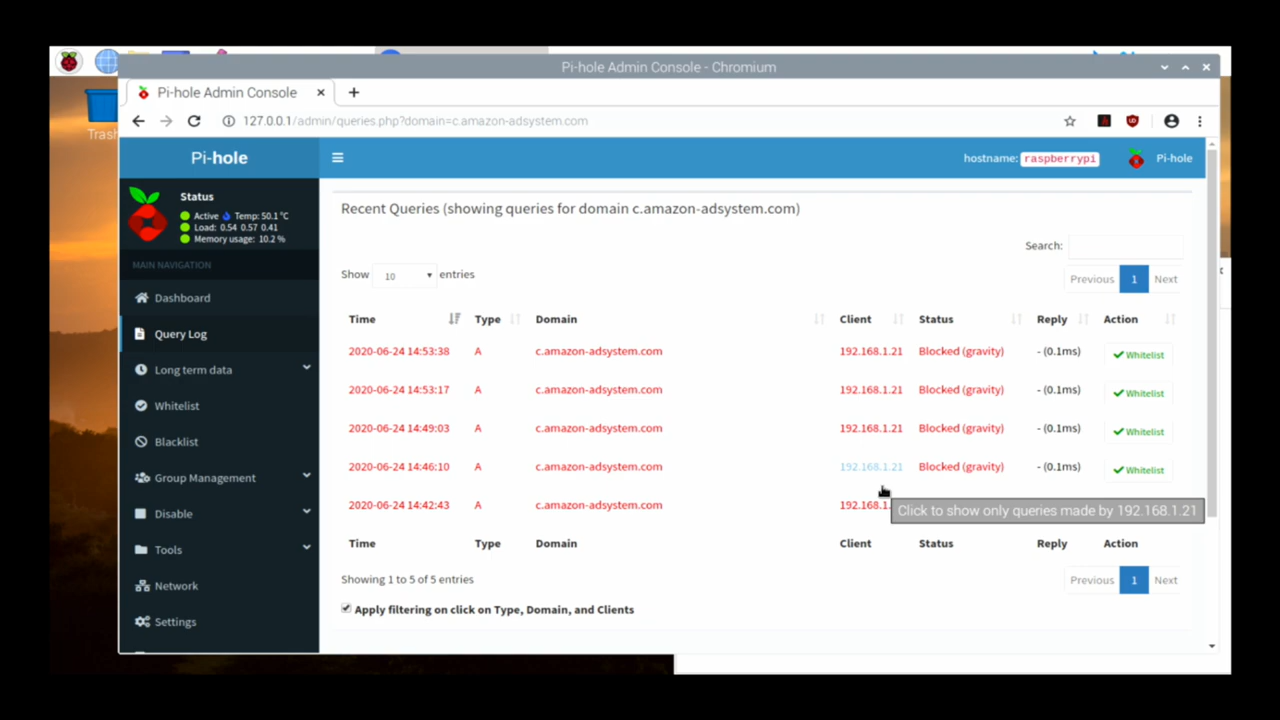 Pi-hole Admin Console - Chromium
Pi-hole Admin Console
127.0.0.1/admin/queries.php?domain=c.amazon-adsystem.com
Trash
Pi-hole
hostname: raspberrypi Pi-hole
Status
Active Temp: 50.1 °C
Load: 0.54 0.57 0.41
Memory usage: 10.2 %
MAIN NAVIGATION
Dashboard
Query Log
Long term data
Whitelist
Blacklist
Group Management
Disable
Tools
Network
Settings
Recent Queries (showing queries for domain c.amazon-adsystem.com)
Search:
Show 10 entries
Previous 1 Next
Time Type Domain Client Status Reply Action
2020-06-24 14:53:38 A c.amazon-adsystem.com 192.168.1.21 Blocked (gravity) - (0.1ms) Whitelist
2020-06-24 14:53:17 A c.amazon-adsystem.com 192.168.1.21 Blocked (gravity) - (0.1ms) Whitelist
2020-06-24 14:49:03 A c.amazon-adsystem.com 192.168.1.21 Blocked (gravity) - (0.1ms) Whitelist
2020-06-24 14:46:10 A c.amazon-adsystem.com 192.168.1.21 Blocked (gravity) - (0.1ms) Whitelist
2020-06-24 14:42:43 A c.amazon-adsystem.com 192.168.1.
Click to show only queries made by 192.168.1.21
Time Type Domain Client Status Reply Action
Showing 1 to 5 of 5 entries
Previous 1 Next
Apply filtering on click on Type, Domain, and Clients